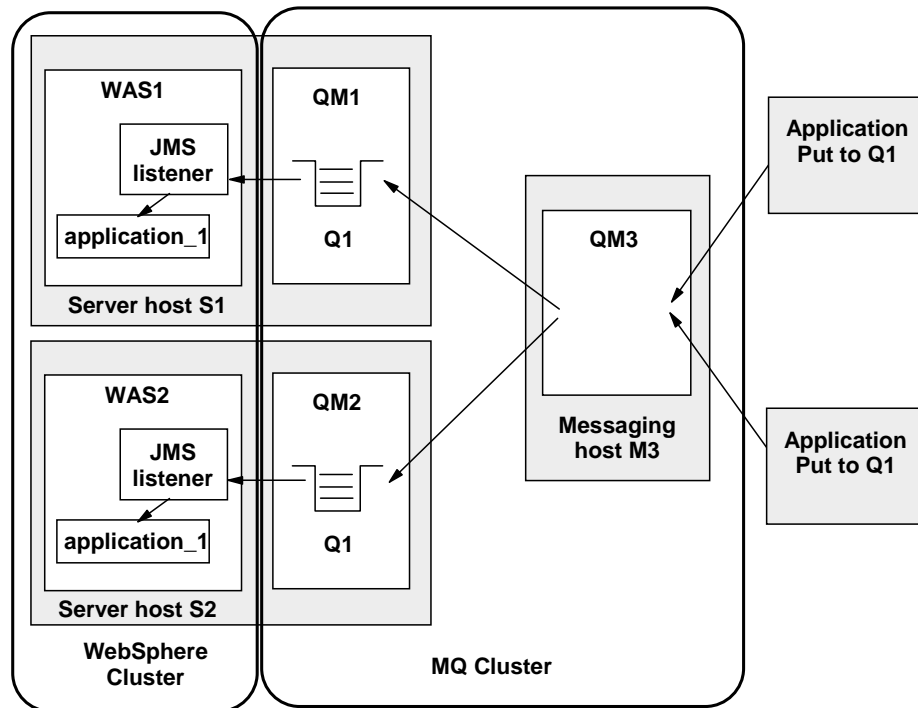 WAS1
JMS
listener
application_1
Server host S1
QM1
Q1
WAS2
JMS
listener
application_1
Server host S2
QM2
Q1
QM3
Messaging
host M3
Application
Put to Q1
Application
Put to Q1
WebSphere
Cluster
MQ Cluster